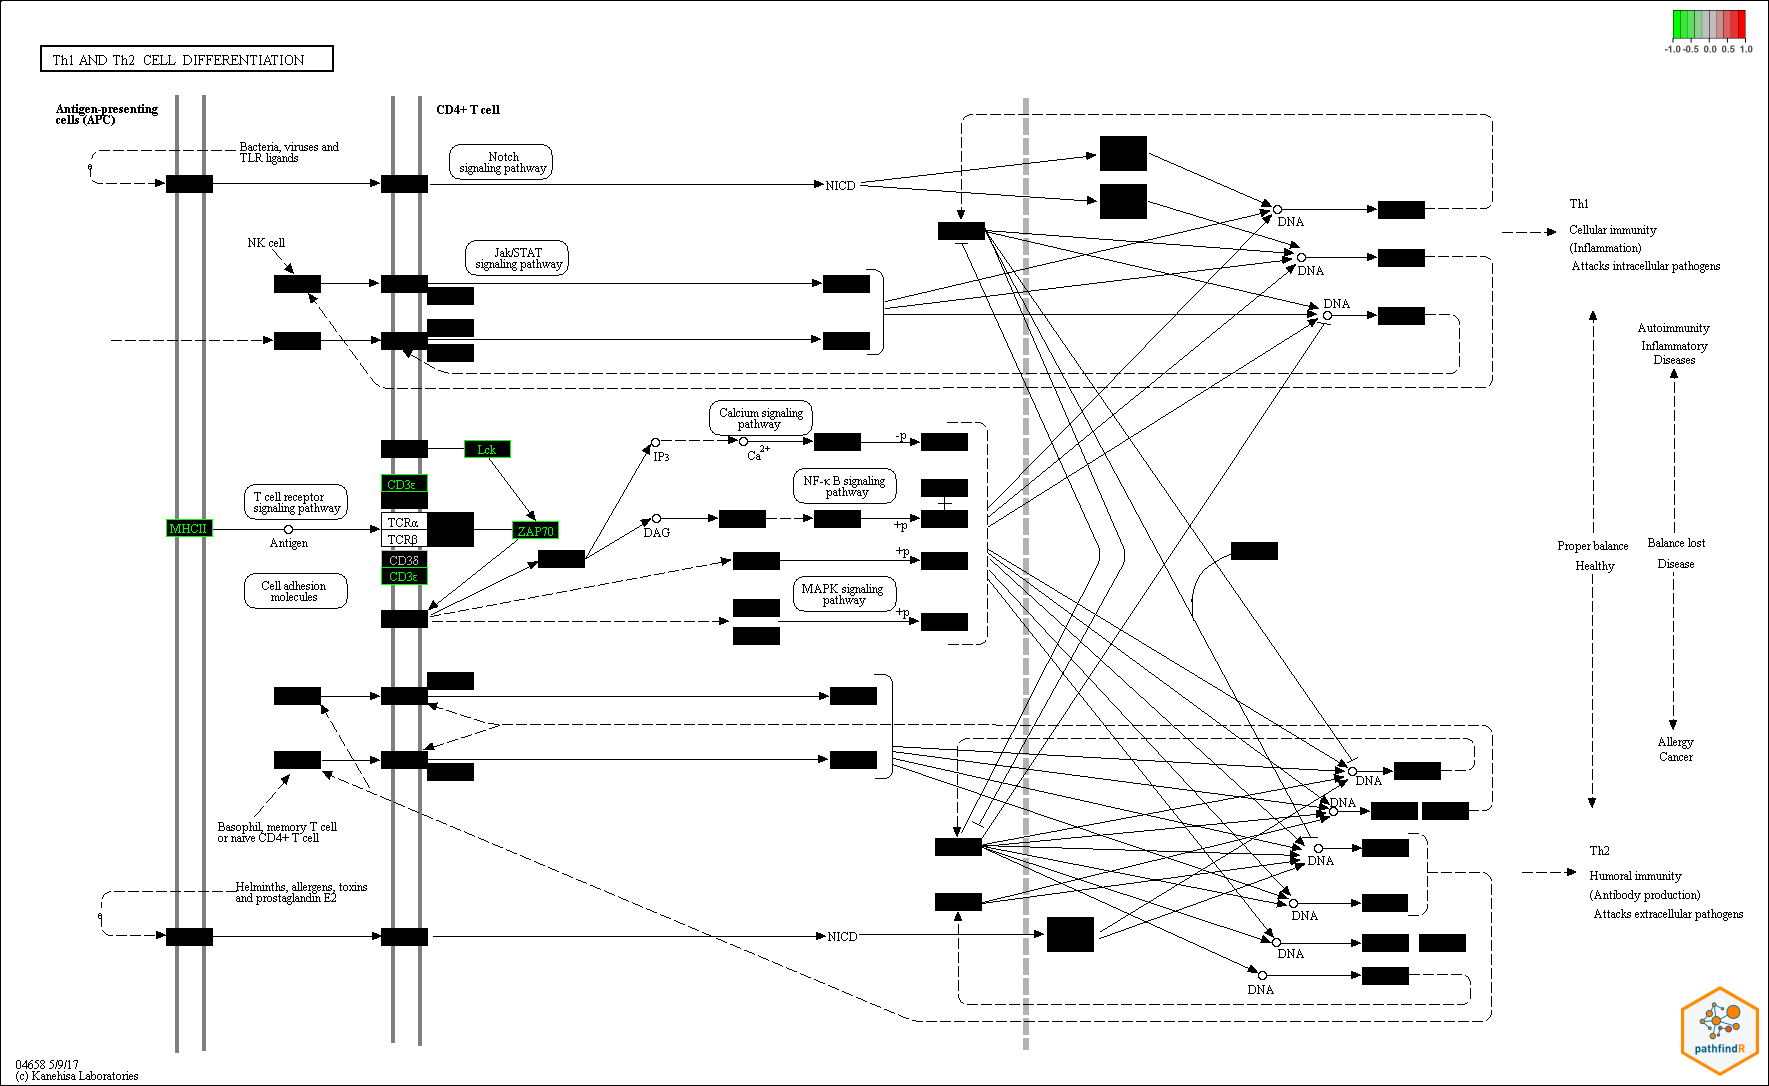 -1.0 -0.5 0.0 0.5 1.0
Th1 AND Th2 CELL DIFFERENTIATION
Antigen-presenting
cells (APC)
CD4+ T cell
Bacteria, viruses and
TLR ligands
Notch
signaling pathway
NICD
DNA
Th1
Cellular immunity
(Inflammation)
Attacks intracellular pathogens
NK cell
Jak/STAT
signaling pathway
DNA
DNA
Autoimmunity
Inflammatory
Diseases
Calcium signaling
pathway
Lck
IP3
Ca2+
-p
CD3ε
T cell receptor
signaling pathway
NF-κB signaling
pathway
MHCII
Antigen
TCRα
TCRβ
ZAP70
DAG
+p
Proper balance
Healthy
Balance lost
Disease
CD3δ
CD3ε
+p
Cell adhesion
molecules
MAPK signaling
pathway
+p
Allergy
Cancer
DNA
DNA
Basophil, memory T cell
or naive CD4+ T cell
DNA
Th2
Humoral immunity
(Antibody production)
Attacks extracellular pathogens
Helminths, allergens, toxins
and prostaglandin E2
DNA
NICD
DNA
DNA
pathfindR
04658 5/9/17
(c) Kanehisa Laboratories